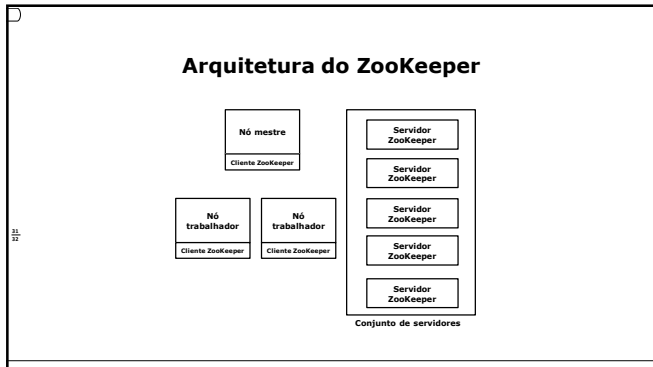 Arquitetura do ZooKeeper
Nó mestre
Cliente ZooKeeper
Nó
trabalhador
Cliente ZooKeeper
Nó
trabalhador
Cliente ZooKeeper
Servidor
ZooKeeper
Servidor
ZooKeeper
Servidor
ZooKeeper
Servidor
ZooKeeper
Servidor
ZooKeeper
Conjunto de servidores
31
32